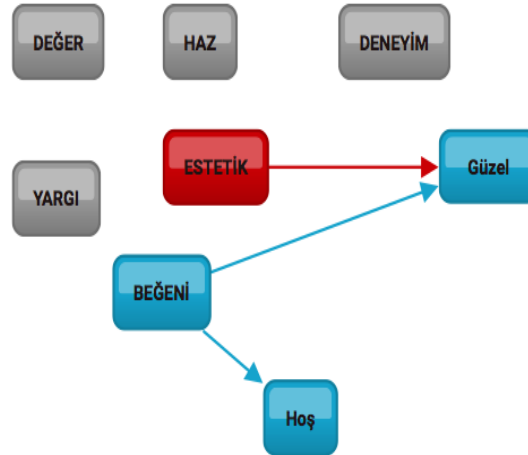 DEĞER
HAZ
DENEYİM
ESTETİK
Güzel
YARGI
BEĞENİ
Hoş